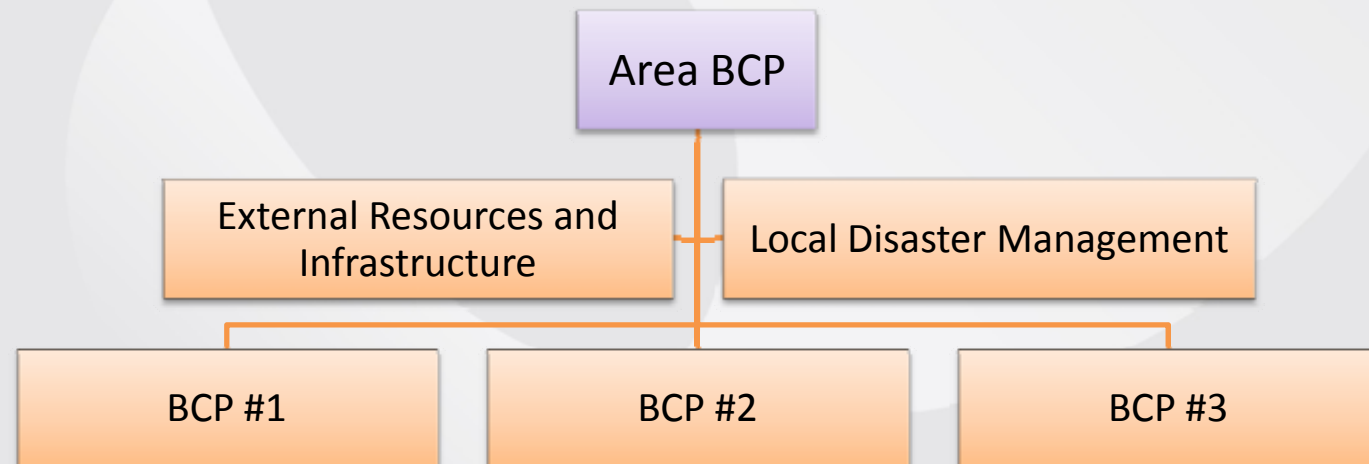 Area BCP
External Resources and
Infrastructure
Local Disaster Management
BCP #1
BCP #2
BCP #3